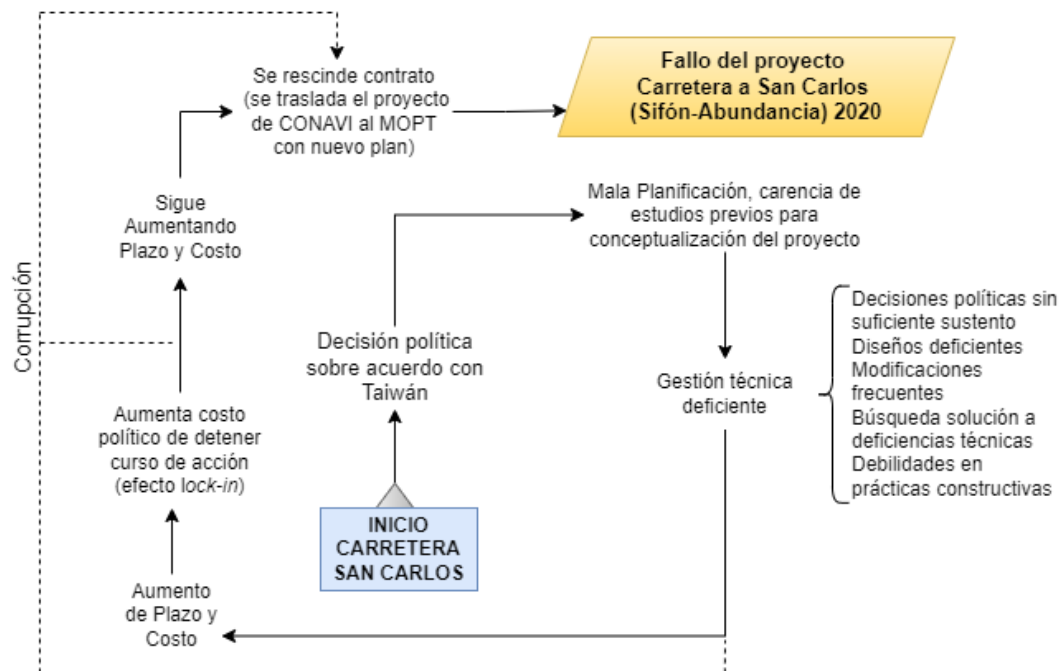 Fallo del proyecto
Carretera a San Carlos
(Sifón-Abundancia) 2020
Se rescinde contrato
(se traslada el proyecto
de CONAVI al MOPT
con nuevo plan)
Mala Planificación, carencia de
estudios previos para
conceptualización del proyecto
Sigue
Aumentando
Plazo y Costo
Corrupción
Decisión política
sobre acuerdo con
Taiwán
Gestión técnica
deficiente
Decisiones políticas sin
suficiente sustento
Diseños deficientes
Modificaciones
frecuentes
Búsqueda solución a
deficiencias técnicas
Debilidades en
prácticas constructivas
Aumenta costo
político de detener
curso de acción
(efecto lock-in)
INICIO
CARRETERA
SAN CARLOS
Aumento
de Plazo y
Costo